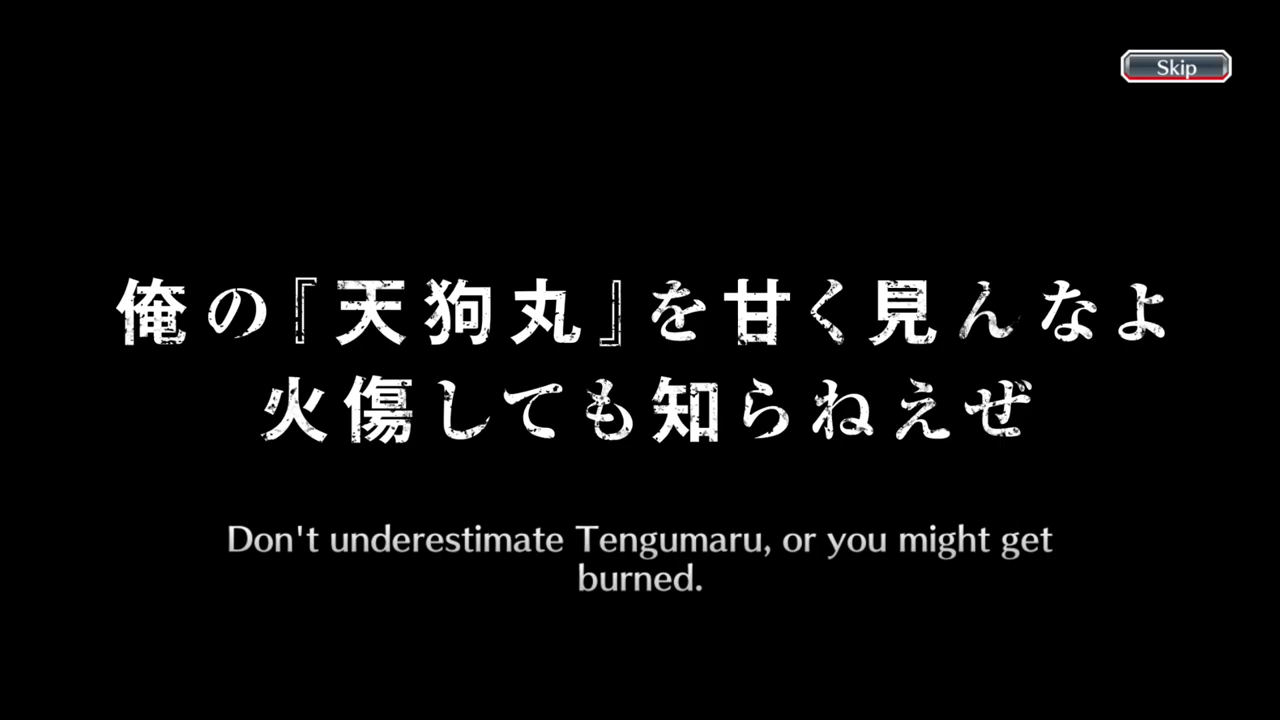 Skip
俺の『天狗丸』を甘く見んなよ
火傷しても知らねえぜ
Don't underestimate Tengumaru, or you might get
burned.